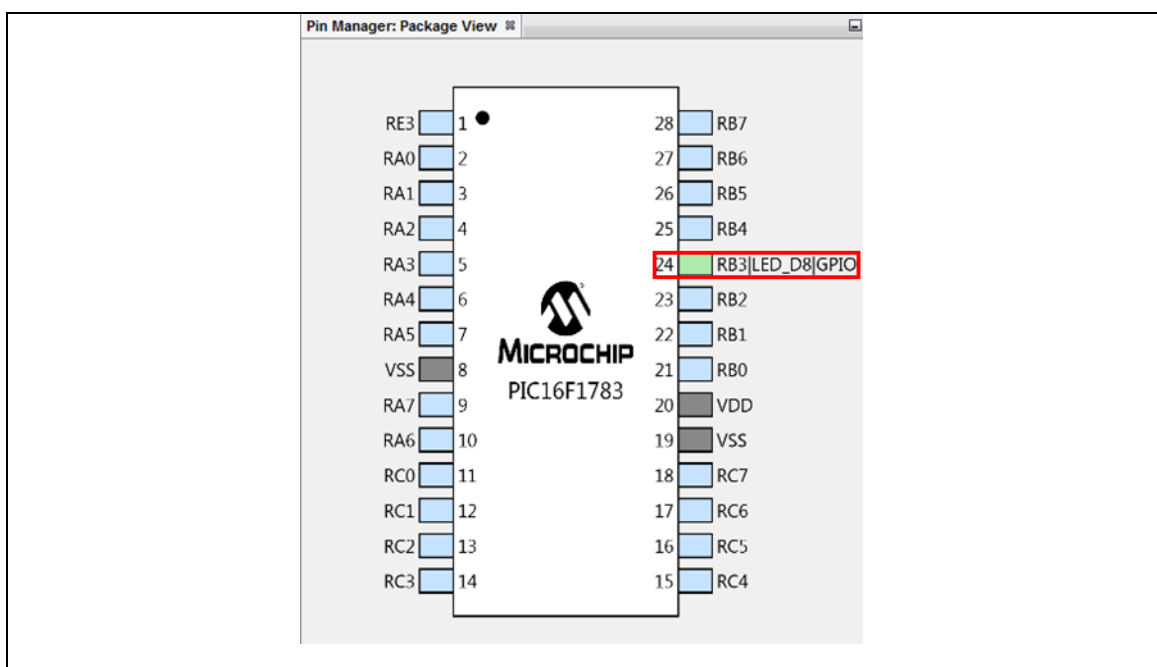 Pin Manager: Package View
RE3 1 28 RB7
RA0 2 27 RB6
RA1 3 26 RB5
RA2 4 25 RB4
RA3 5 24 RB3|LED_D8|GPIO
RA4 6 23 RB2
RA5 7 22 RB1
MICROCHIP
VSS 8 21 RB0
PIC16F1783
RA7 9 20 VDD
RA6 10 19 VSS
RC0 11 18 RC7
RC1 12 17 RC6
RC2 13 16 RC5
RC3 14 15 RC4